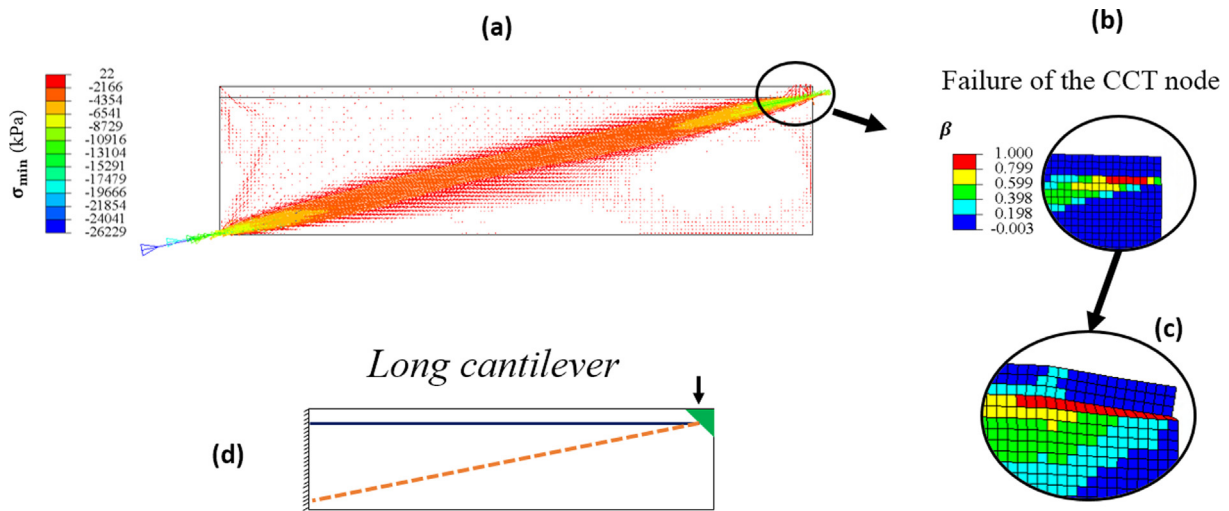 (a)
22
-2166
-4354
-6541
-8729
-10916
-13104
-15291
-17479
-19666
-21854
-24041
-26229
σmin (kPa)
(b)
Failure of the CCT node
β
1.000
0.799
0.599
0.398
0.198
-0.003
(c)
Long cantilever
(d)